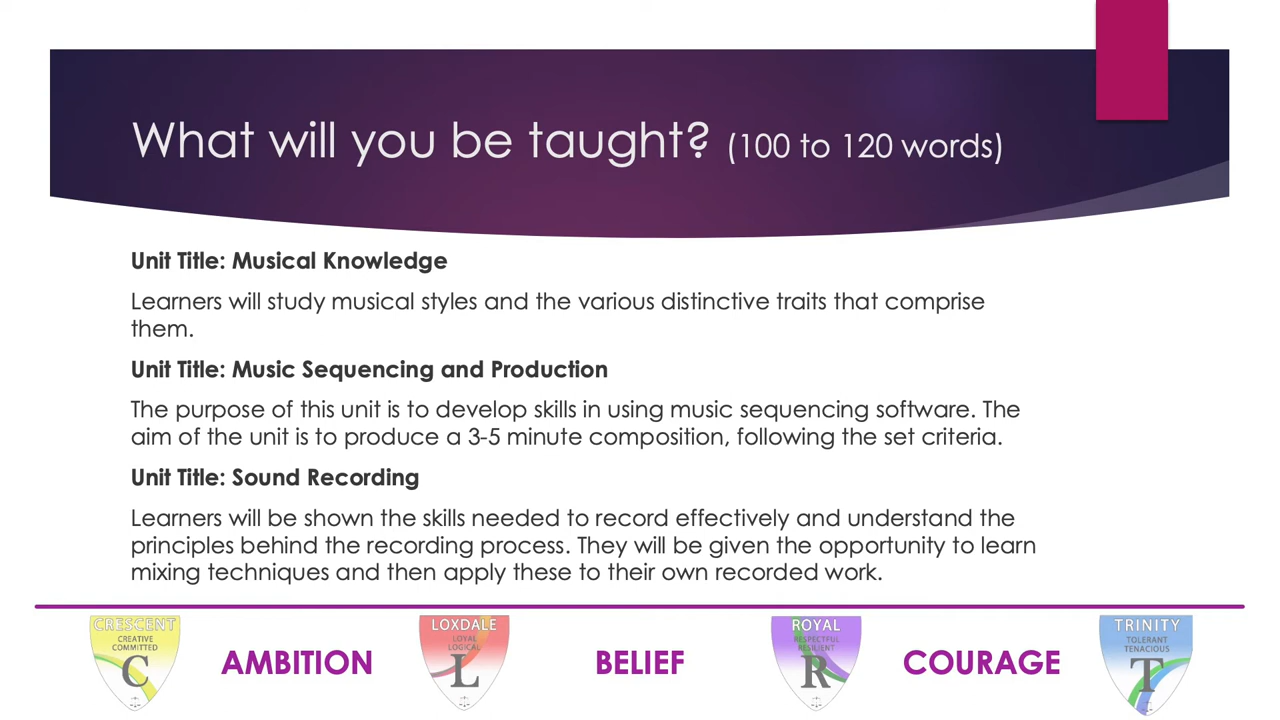 What will you be taught? (100 to 120 words)
Unit Title: Musical Knowledge
Learners will study musical styles and the various distinctive traits that comprise
them.
Unit Title: Music Sequencing and Production
The purpose of this unit is to develop skills in using music sequencing software. The
aim of the unit is to produce a 3-5 minute composition, following the set criteria.
Unit Title: Sound Recording
Learners will be shown the skills needed to record effectively and understand the
principles behind the recording process. They will be given the opportunity to learn
mixing techniques and then apply these to their own recorded work.
CRESCENT
CREATIVE
COMMITTED
C
AMBITION
LOXDALE
LOYAL
LOGICAL
L
BELIEF
ROYAL
RESPECTFUL
RESILIENT
R
COURAGE
TRINITY
TOLERANT
TENACIOUS
T